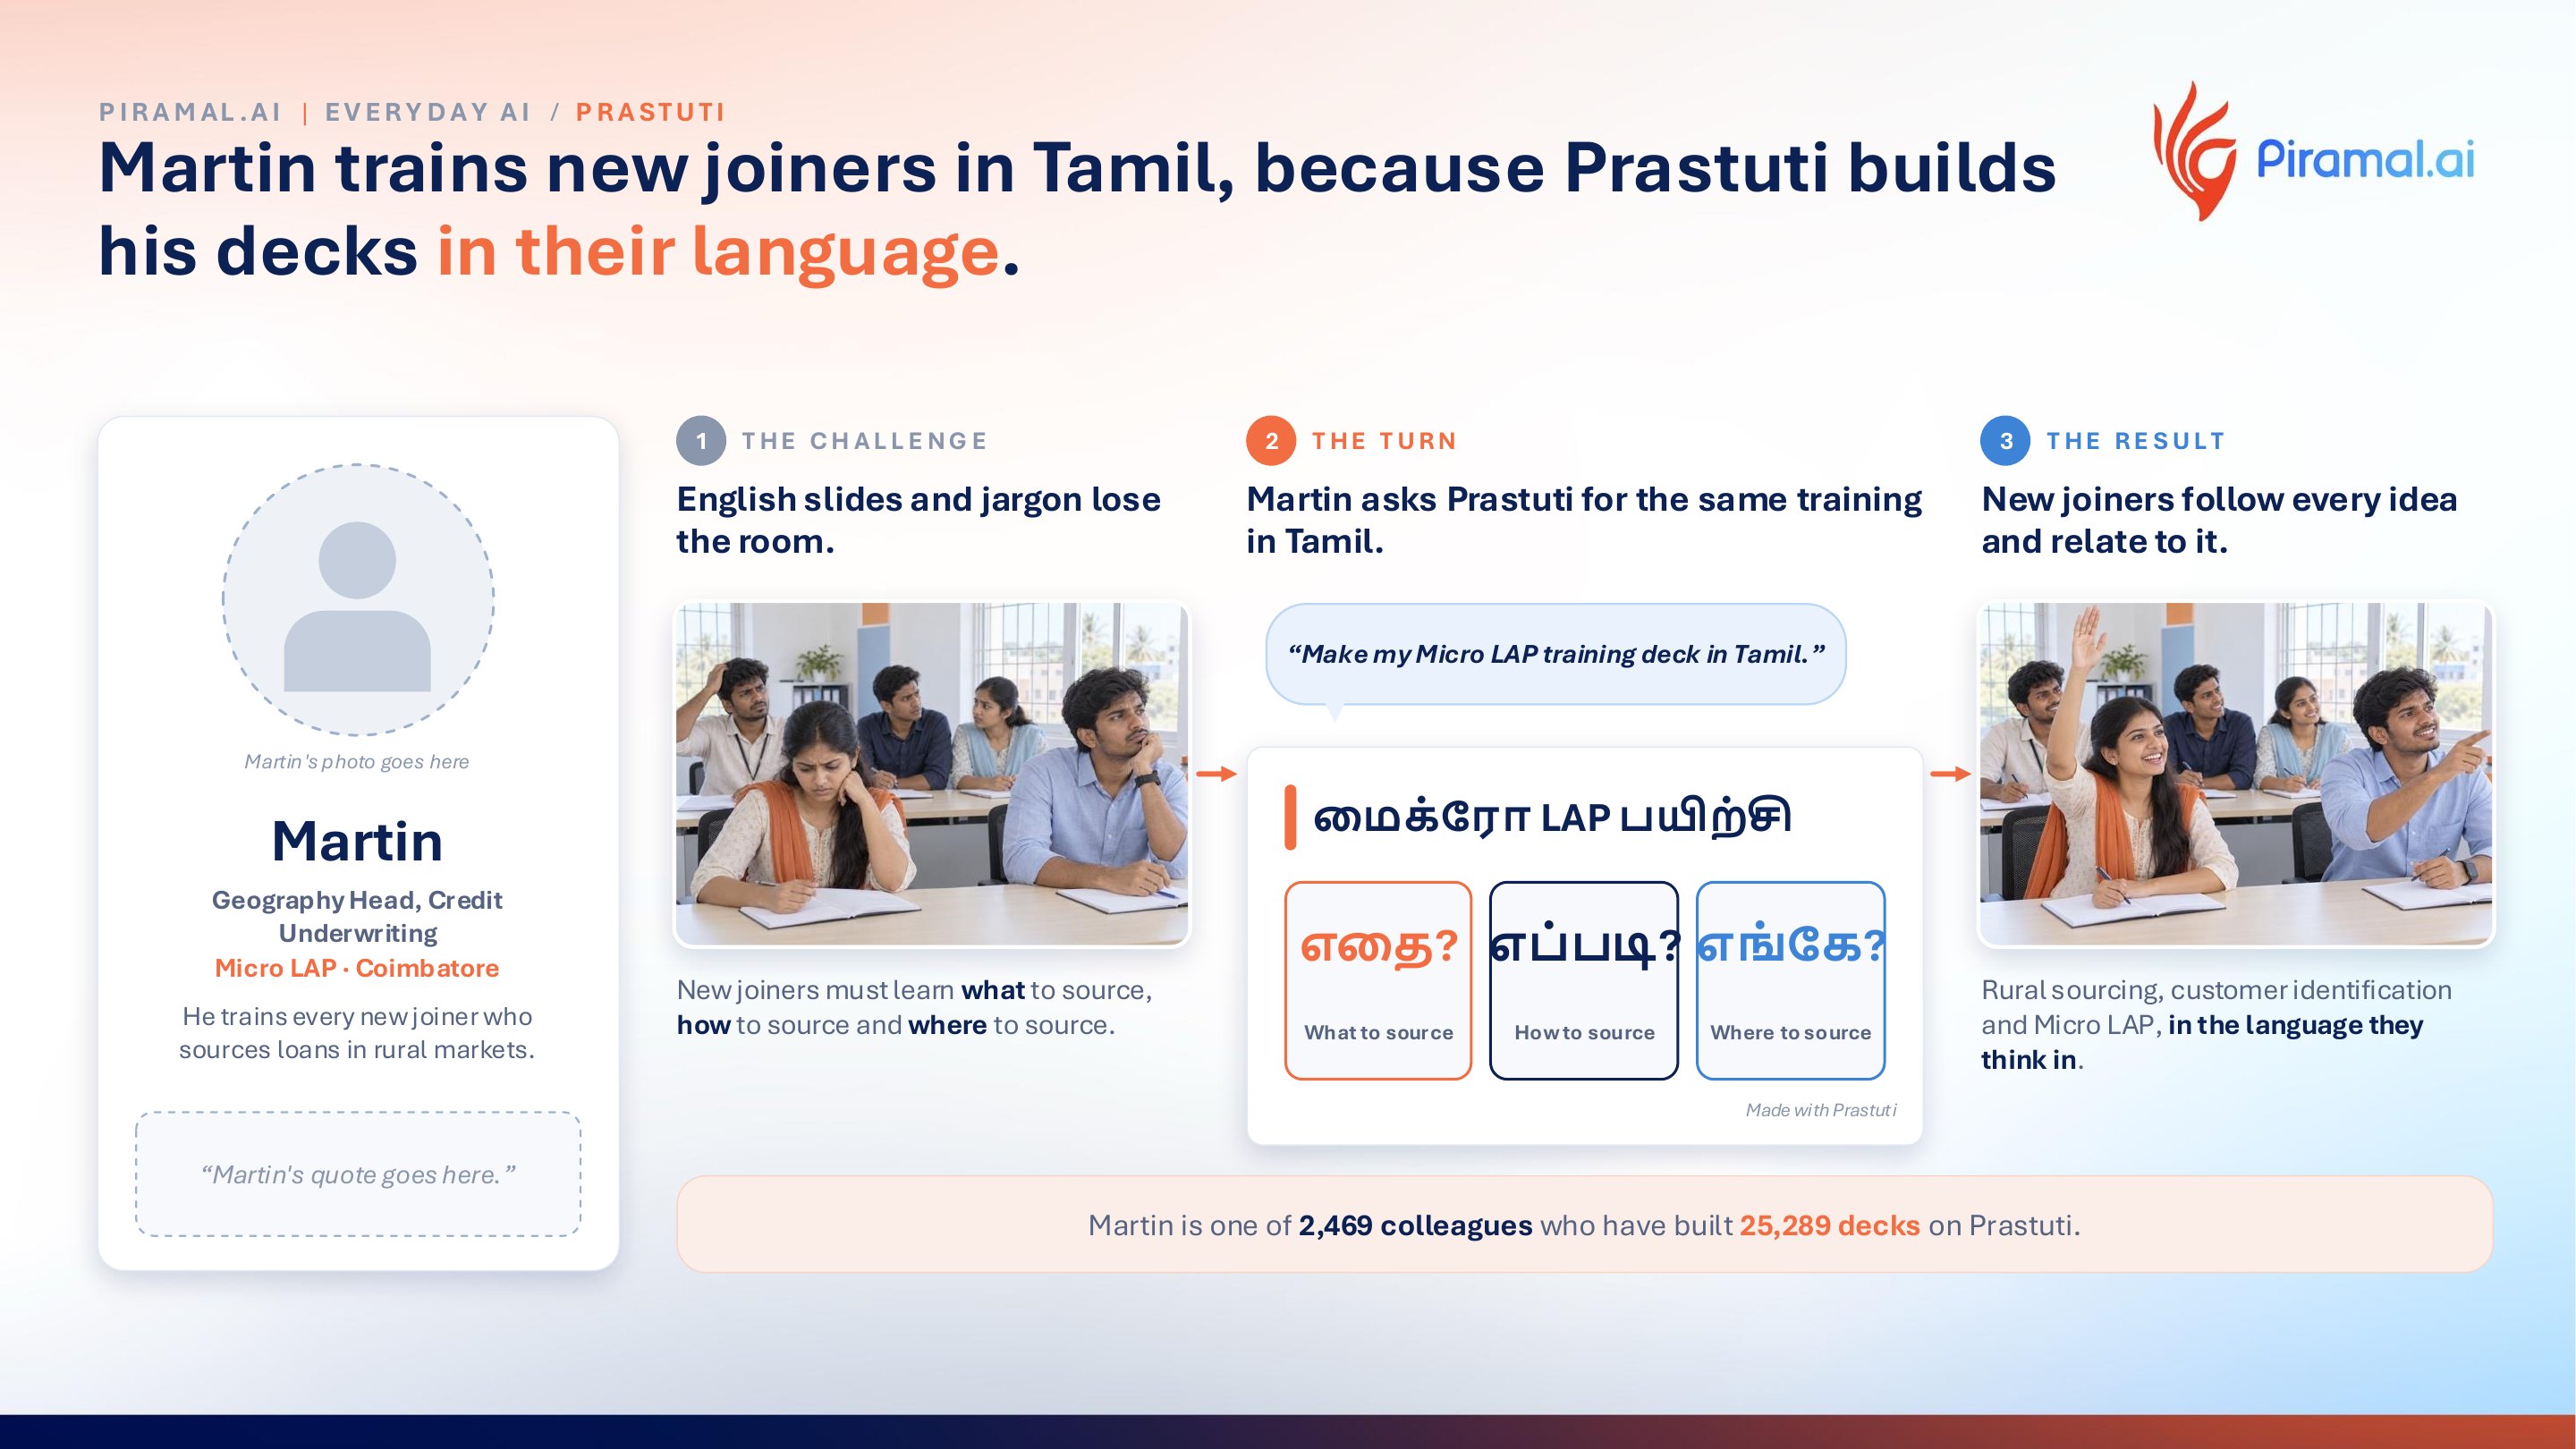 PIRAMAL.AI | EVERYDAY AI / PRASTUTI
Martin trains new joiners in Tamil, because Prastuti builds
his decks in their language.
Piramal.ai
Martin's photo goes here
Martin
Geography Head, Credit
Underwriting
Micro LAP · Coimbatore
He trains every new joiner who
sources loans in rural markets.
“Martin's quote goes here.”
1 THE CHALLENGE
English slides and jargon lose
the room.
New joiners must learn what to source,
how to source and where to source.
2 THE TURN
Martin asks Prastuti for the same training
in Tamil.
“Make my Micro LAP training deck in Tamil.”
மைக்ரோ LAP பயிற்சி
எதை?
What to source
எப்படி?
How to source
எங்கே?
Where to source
Made with Prastuti
3 THE RESULT
New joiners follow every idea
and relate to it.
Rural sourcing, customer identification
and Micro LAP, in the language they
think in.
Martin is one of 2,469 colleagues who have built 25,289 decks on Prastuti.